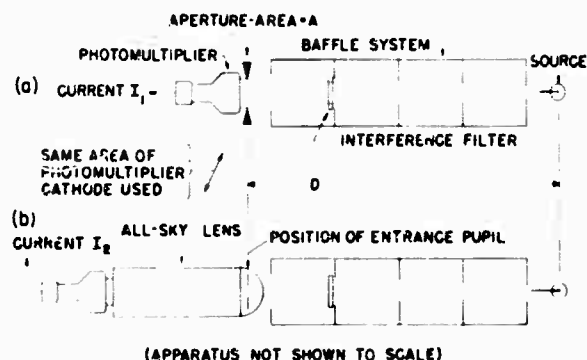 APERTURE-AREA=A
PHOTOMULTIPLIER
BAFFLE SYSTEM
SOURCE
(a)
CURRENT I₁
INTERFERENCE FILTER
SAME AREA OF
PHOTOMULTIPLIER
CATHODE USED
D
(b)
CURRENT I₂
ALL-SKY LENS
POSITION OF ENTRANCE PUPIL
(APPARATUS NOT SHOWN TO SCALE)